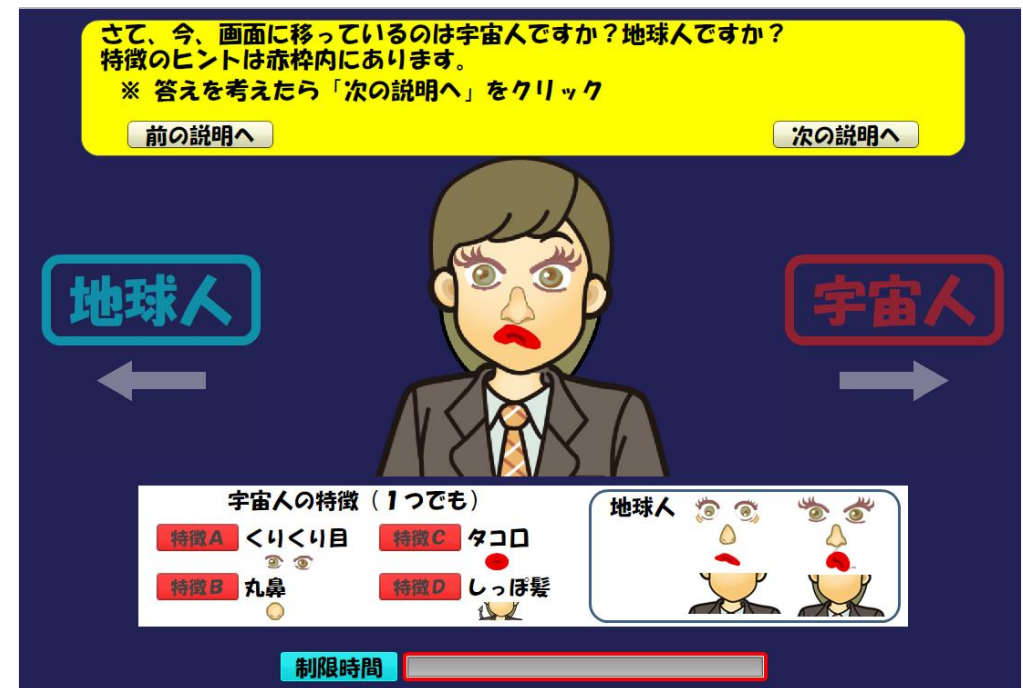 さて、今、画面に移っているのは宇宙人ですか？地球人ですか？
特徴のヒントは赤枠内にあります。
※ 答えを考えたら「次の説明へ」をクリック
前の説明へ
次の説明へ
地球人
宇宙人
宇宙人の特徴（1つでも）
特徴A くりくり目
特徴C タコ口
特徴B 丸鼻
特徴D しっぽ髪
地球人
制限時間